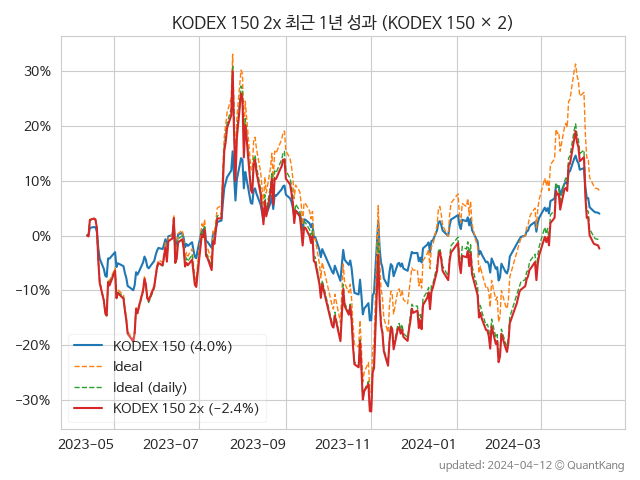 KODEX 150 2x 최근 1년 성과 (KODEX 150 × 2)
30%
20%
10%
0%
−10%
−20%
−30%
KODEX 150 (4.0%)
Ideal
Ideal (daily)
KODEX 150 2x (−2.4%)
2023-05
2023-07
2023-09
2023-11
2024-01
2024-03
updated: 2024-04-12 © QuantKang